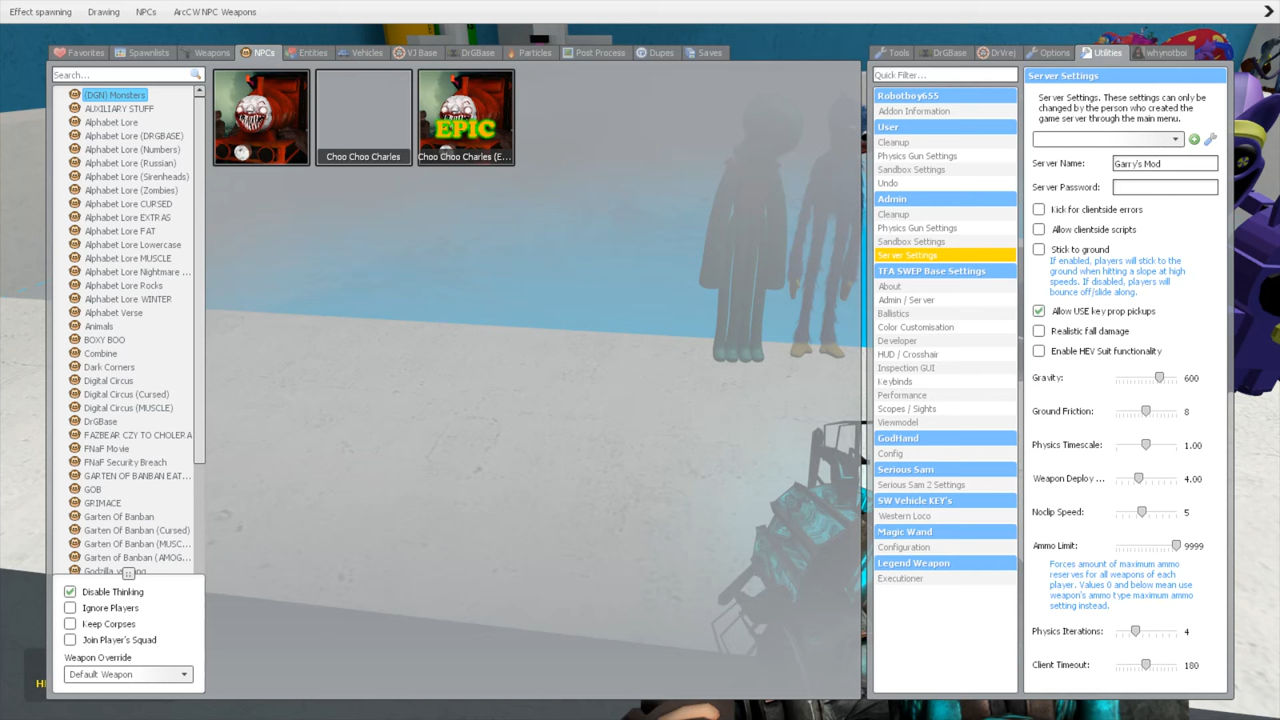 Effect spawning Drawing NPCs ArcCW NPC Weapons
Favorites Spawnlists Weapons NPCs Entities Vehicles VJ Base DrGBase Particles Post Process Dupes Saves
Search...
(DGN) Monsters
AUXILIARY STUFF
Alphabet Lore
Alphabet Lore (DRGBASE)
Alphabet Lore (Numbers)
Alphabet Lore (Russian)
Alphabet Lore (Sirenheads)
Alphabet Lore (Zombies)
Alphabet Lore CURSED
Alphabet Lore EXTRAS
Alphabet Lore FAT
Alphabet Lore Lowercase
Alphabet Lore MUSCLE
Alphabet Lore Nightmare ...
Alphabet Lore Rocks
Alphabet Lore WINTER
Alphabet Verse
Animals
BOXY BOO
Combine
Dark Corners
Digital Circus
Digital Circus (Cursed)
Digital Circus (MUSCLE)
DrGBase
FAZBEAR CZY TO CHOLERA
FNaF Movie
FNaF Security Breach
GARTEN OF BANBAN EAT...
GOB
GRIMACE
Garten Of Banban
Garten Of Banban (Cursed)
Garten Of Banban (MUSC...
Garten of Banban (AMOG...
Disable Thinking
Ignore Players
Keep Corpses
Join Player's Squad
Weapon Override
Default Weapon
EPIC
Choo Choo Charles
Choo Choo Charles (E...
Tools DrGBase DrVrej Options Utilities whynotboi
Quick Filter...
Robotboy655
Addon Information
User
Cleanup
Physics Gun Settings
Sandbox Settings
Undo
Admin
Cleanup
Physics Gun Settings
Sandbox Settings
Server Settings
TFA SWEP Base Settings
About
Admin / Server
Ballistics
Color Customisation
Developer
HUD / Crosshair
Inspection GUI
Keybinds
Performance
Scopes / Sights
Viewmodel
GodHand
Config
Serious Sam
Serious Sam 2 Settings
SW Vehicle KEY's
Western Loco
Magic Wand
Configuration
Legend Weapon
Executioner
Server Settings
Server Settings. These settings can only be
changed by the person who created the
game server through the main menu.
Server Name: Garry's Mod
Server Password:
Kick for clientside errors
Allow clientside scripts
Stick to ground
If enabled, players will stick to the
ground when hitting a slope at high
speeds. If disabled, players will
bounce off/slide along.
Allow USE key prop pickups
Realistic fall damage
Enable HEV Suit functionality
Gravity: 600
Ground Friction: 8
Physics Timescale: 1.00
Weapon Deploy ... 4.00
Noclip Speed: 5
Ammo Limit: 9999
Forces amount of maximum ammo
reserves for all weapons of each
player. Values 0 and below mean use
weapon's ammo type maximum ammo
setting instead.
Physics Iterations: 4
Client Timeout: 180